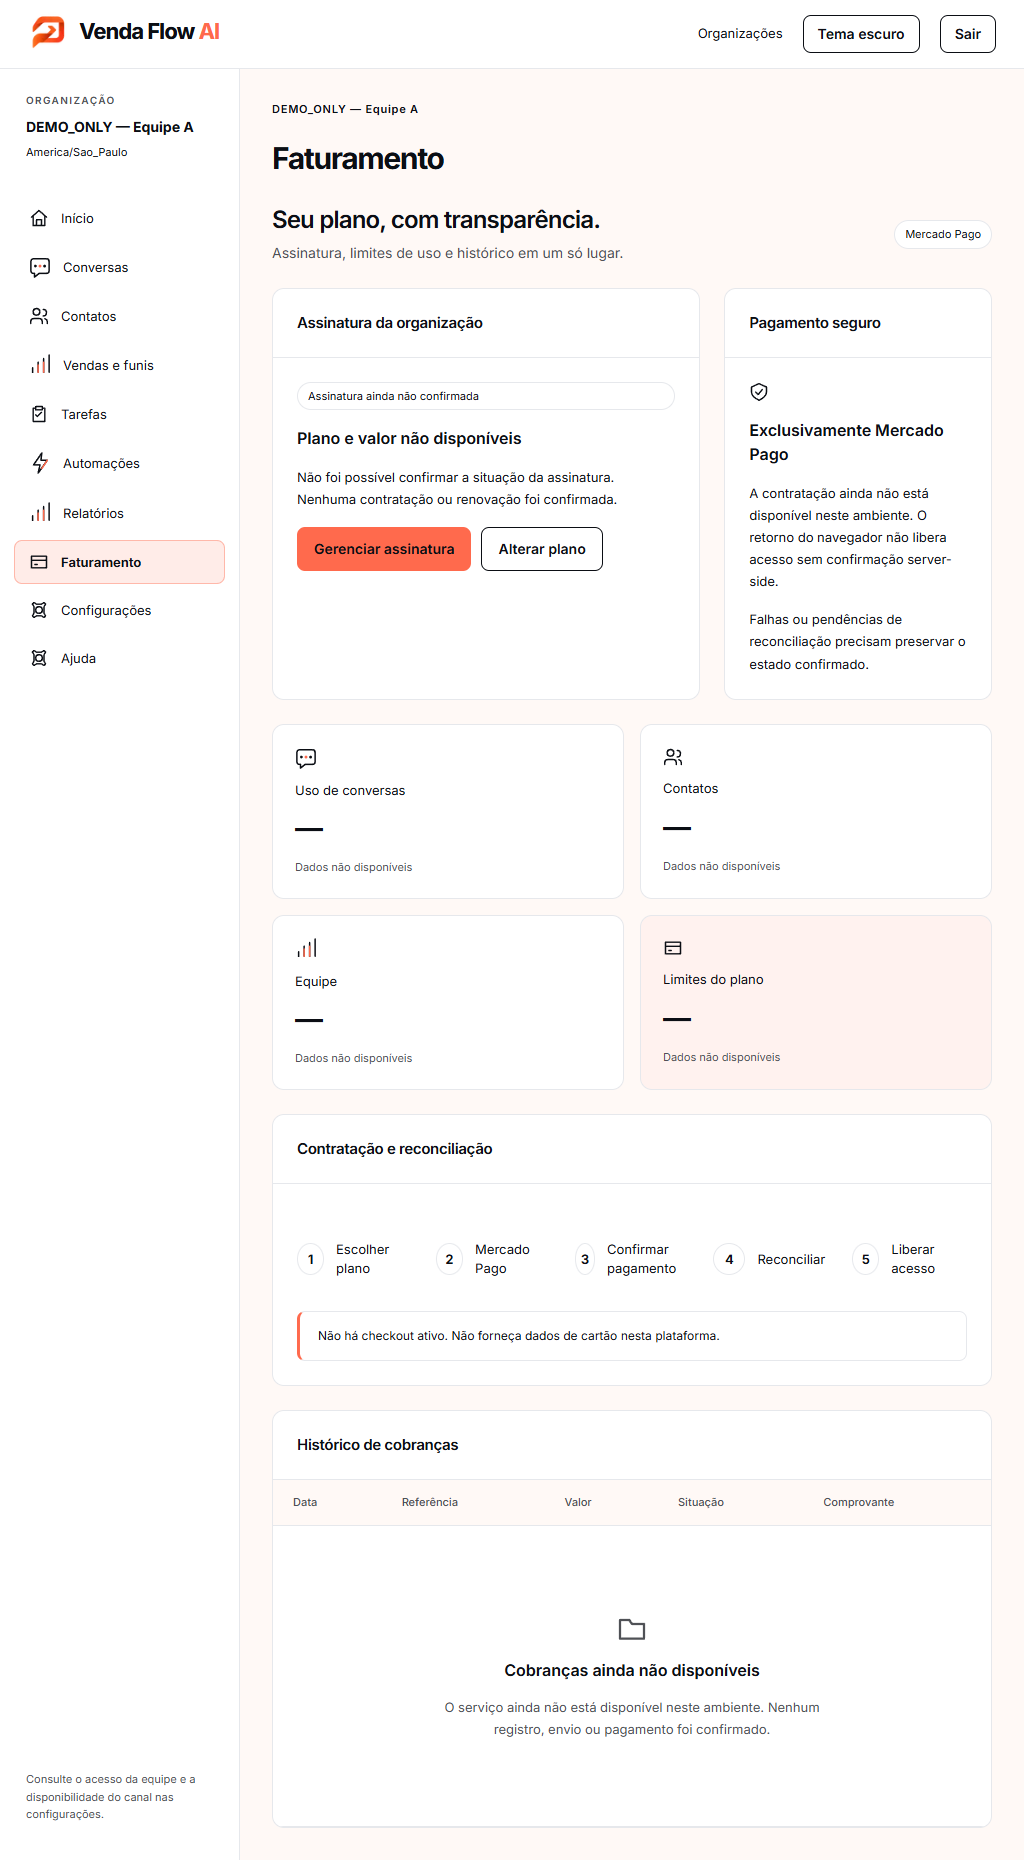 Venda Flow AI
Organizações
Tema escuro
Sair
ORGANIZAÇÃO
DEMO_ONLY — Equipe A
America/Sao_Paulo
Início
Conversas
Contatos
Vendas e funis
Tarefas
Automações
Relatórios
Faturamento
Configurações
Ajuda
Consulte o acesso da equipe e a
disponibilidade do canal nas
configurações.
DEMO_ONLY — Equipe A
Faturamento
Seu plano, com transparência.
Assinatura, limites de uso e histórico em um só lugar.
Mercado Pago
Assinatura da organização
Assinatura ainda não confirmada
Plano e valor não disponíveis
Não foi possível confirmar a situação da assinatura.
Nenhuma contratação ou renovação foi confirmada.
Gerenciar assinatura
Alterar plano
Pagamento seguro
Exclusivamente Mercado
Pago
A contratação ainda não está
disponível neste ambiente. O
retorno do navegador não libera
acesso sem confirmação server-
side.
Falhas ou pendências de
reconciliação precisam preservar o
estado confirmado.
Uso de conversas
—
Dados não disponíveis
Contatos
—
Dados não disponíveis
Equipe
—
Dados não disponíveis
Limites do plano
—
Dados não disponíveis
Contratação e reconciliação
1
Escolher
plano
2
Mercado
Pago
3
Confirmar
pagamento
4
Reconciliar
5
Liberar
acesso
Não há checkout ativo. Não forneça dados de cartão nesta plataforma.
Histórico de cobranças
Data
Referência
Valor
Situação
Comprovante
Cobranças ainda não disponíveis
O serviço ainda não está disponível neste ambiente. Nenhum
registro, envio ou pagamento foi confirmado.